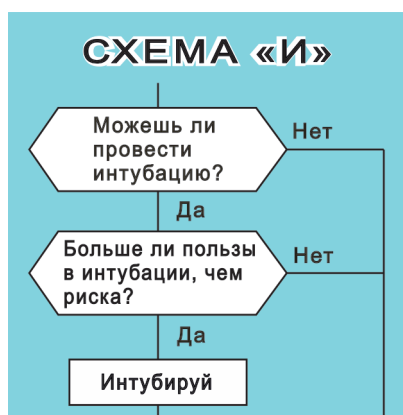 СХЕМА «И»
Можешь ли
провести
интубацию?
Нет
Да
Больше ли пользы
в интубации, чем
риска?
Нет
Да
Интубируй